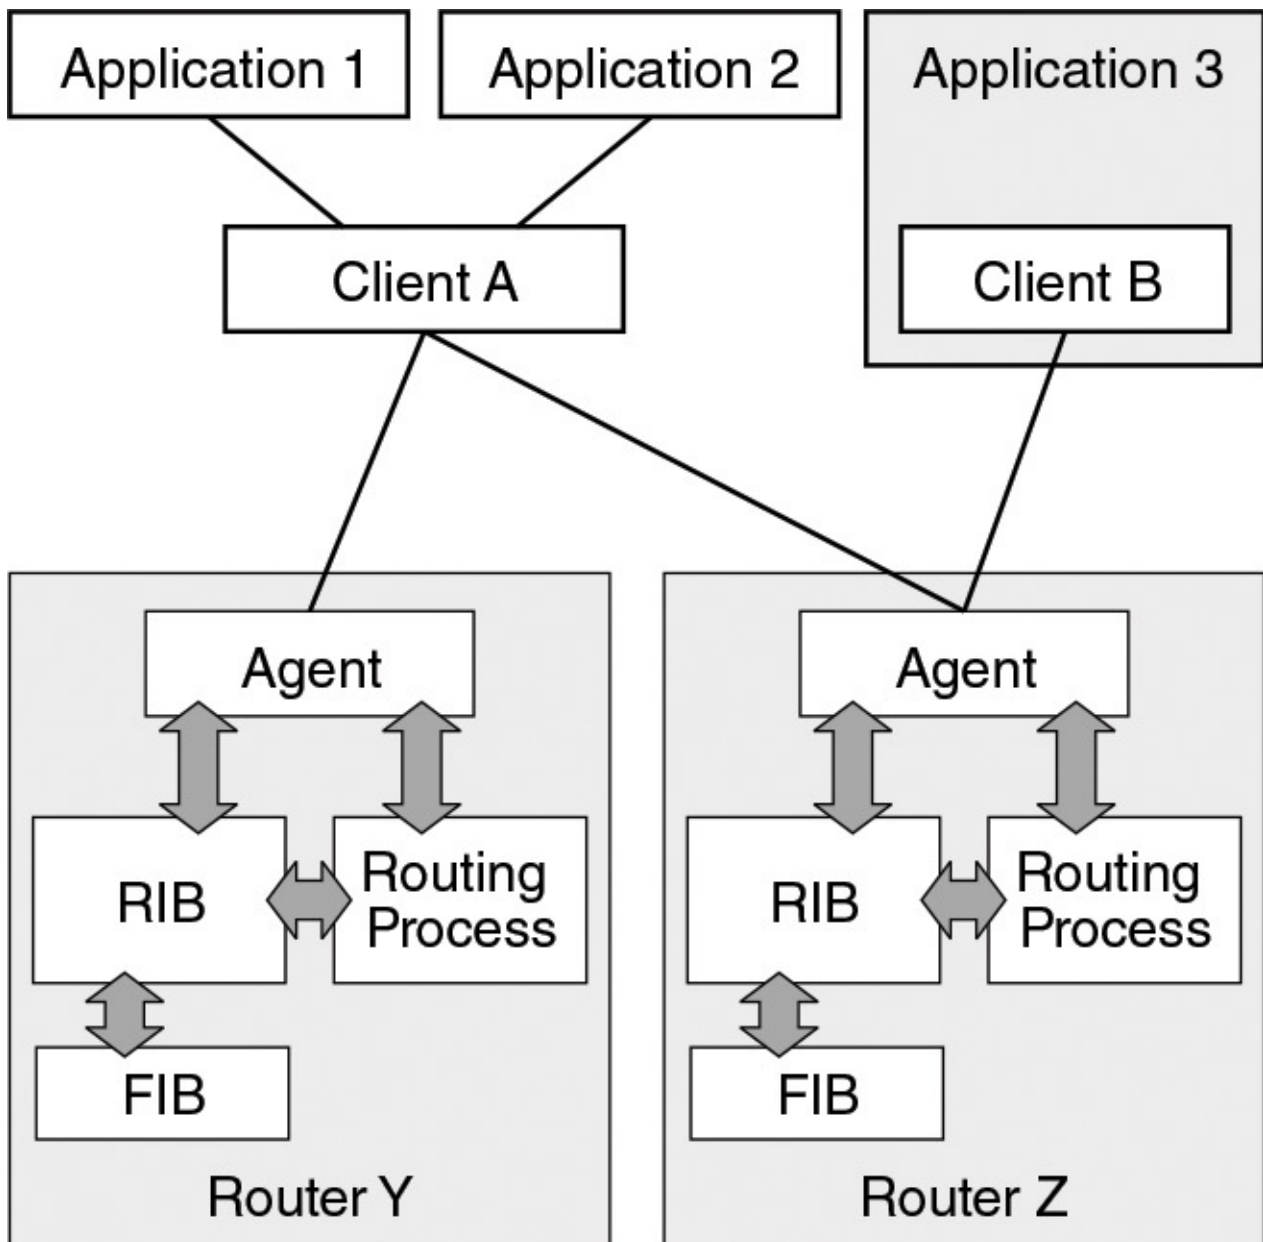 Application 1
Application 2
Application 3
Client A
Client B
Agent
Agent
RIB
Routing
Process
RIB
Routing
Process
FIB
FIB
Router Y
Router Z